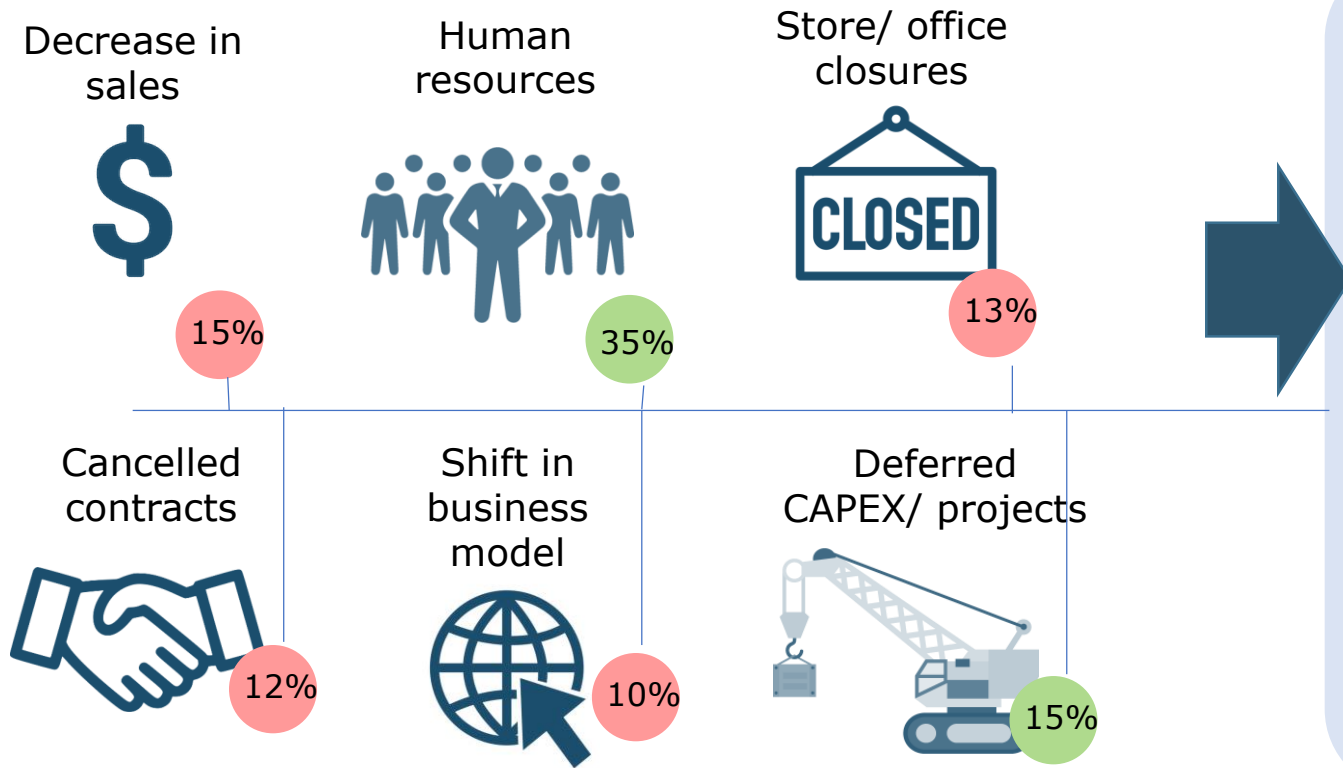 Decrease in
sales
15%
Human
resources
35%
Store/ office
closures
CLOSED
13%
Cancelled
contracts
12%
Shift in
business
model
10%
Deferred
CAPEX/ projects
15%